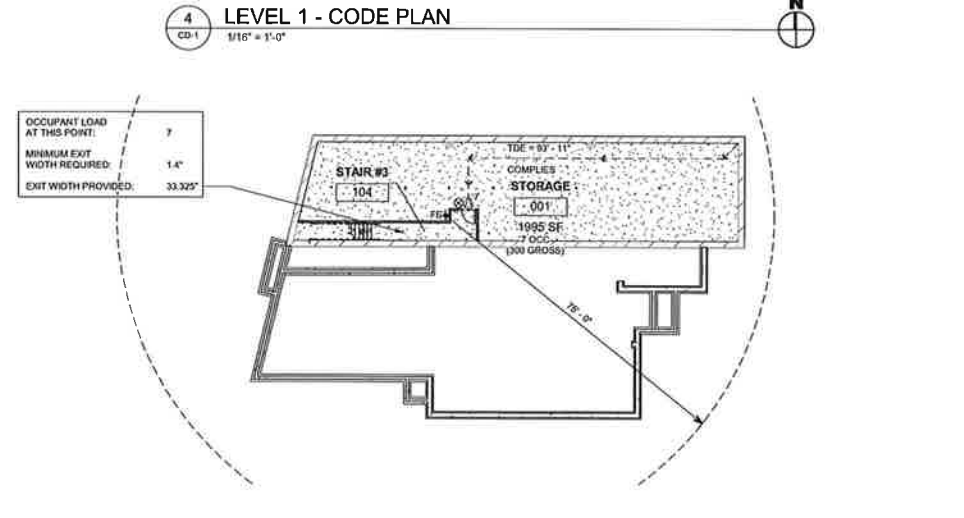 4
CD-1
LEVEL 1 - CODE PLAN
1/16" = 1'-0"
N
OCCUPANT LOAD
AT THIS POINT: 7
MINIMUM EXIT
WIDTH REQUIRED: 1.4"
EXIT WIDTH PROVIDED: 33.325"
TDE = 93' - 11"
COMPLIES
STAIR #3
104
STORAGE
001
1995 SF
7 OCC
(300 GROSS)
75' - 0"